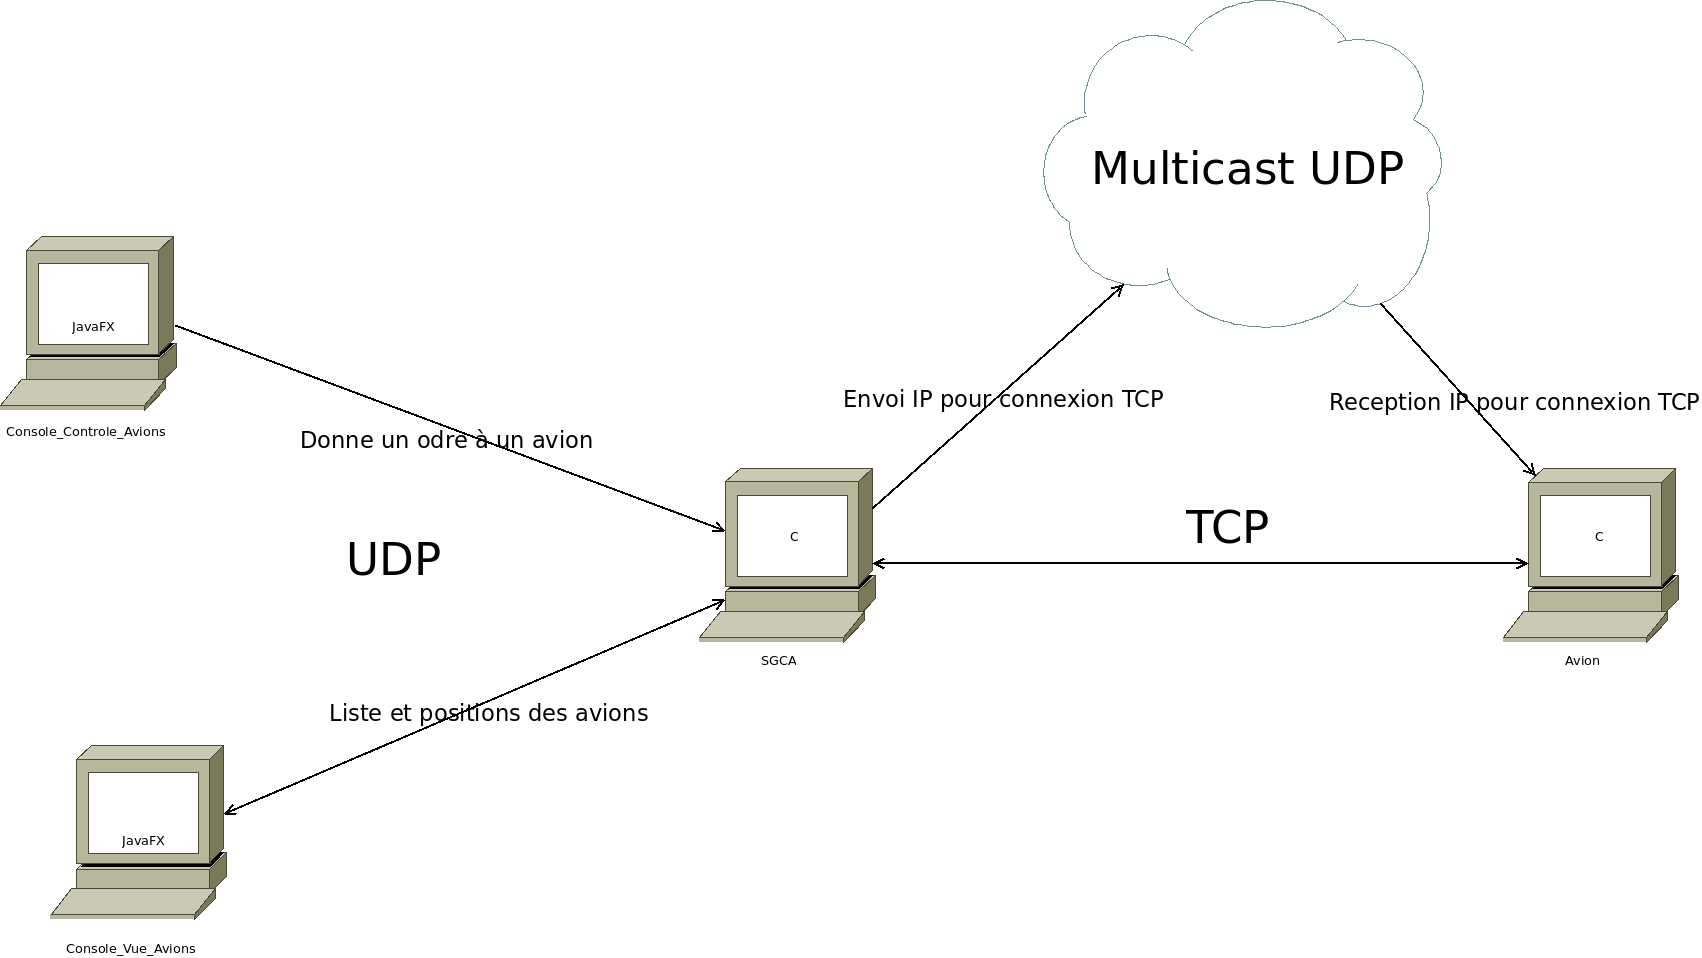 Multicast UDP
JavaFX
Console_Controle_Avions
Donne un odre à un avion
Envoi IP pour connexion TCP
Reception IP pour connexion TCP
UDP
TCP
C
SGCA
C
Avion
Liste et positions des avions
JavaFX
Console_Vue_Avions